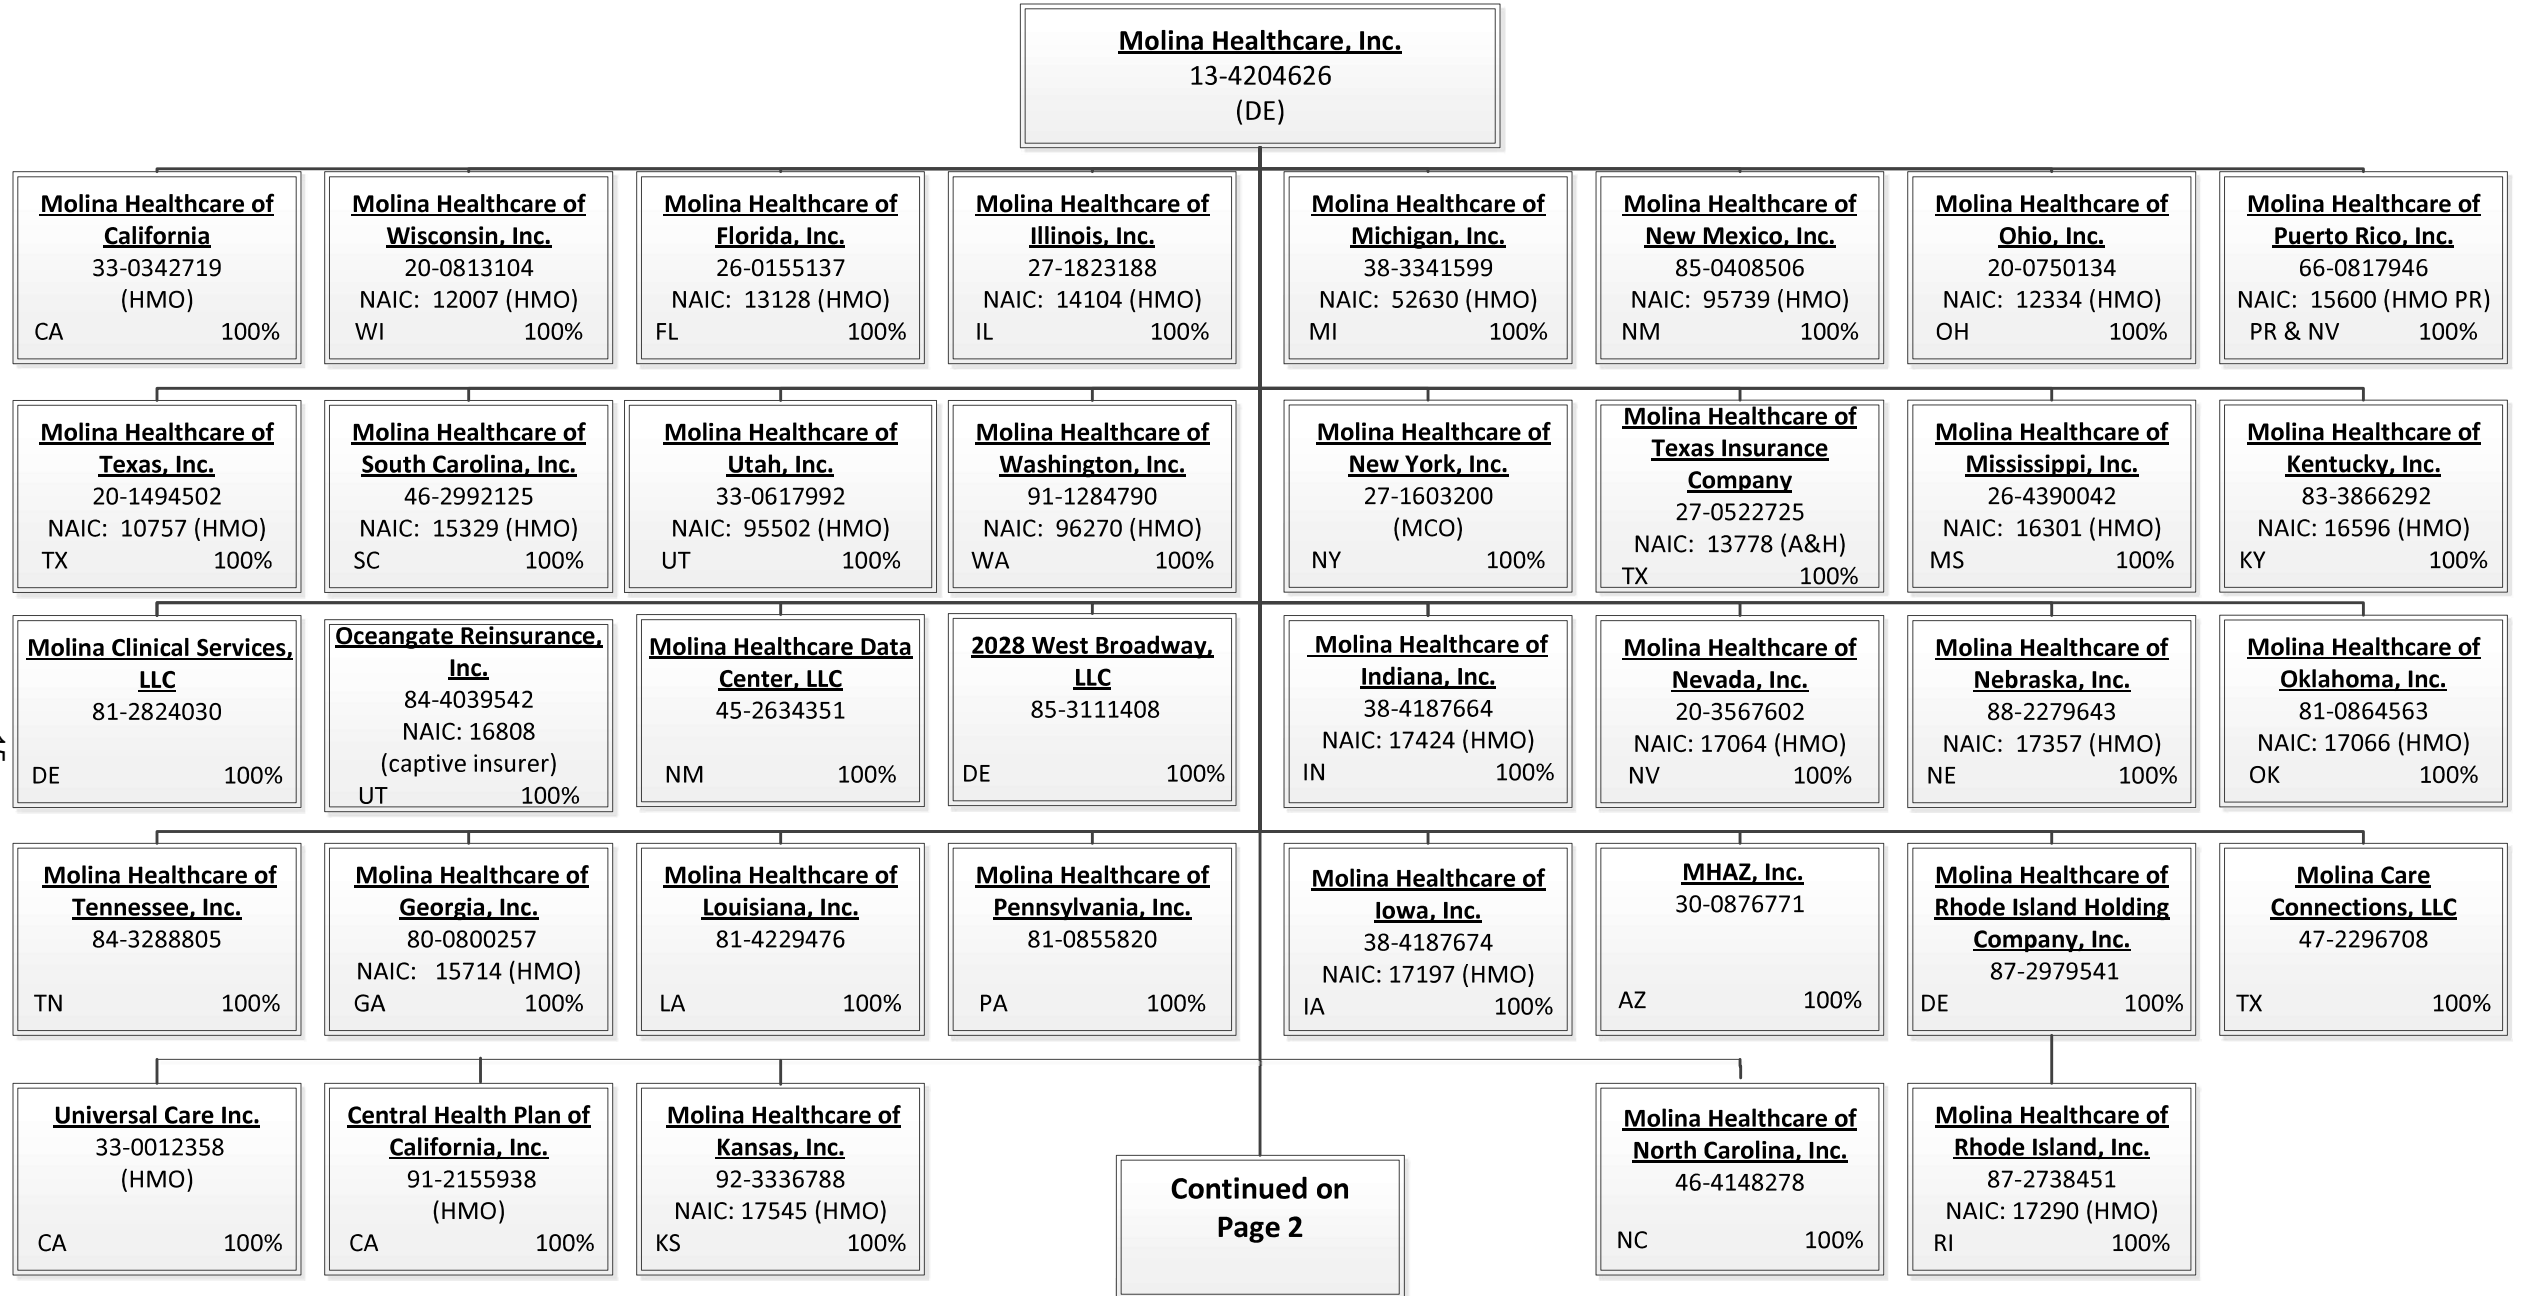 Molina Healthcare, Inc.
13-4204626
(DE)
Molina Healthcare of
California
33-0342719
(HMO)
CA 100%
Molina Healthcare of
Wisconsin, Inc.
20-0813104
NAIC: 12007 (HMO)
WI 100%
Molina Healthcare of
Florida, Inc.
26-0155137
NAIC: 13128 (HMO)
FL 100%
Molina Healthcare of
Illinois, Inc.
27-1823188
NAIC: 14104 (HMO)
IL 100%
Molina Healthcare of
Michigan, Inc.
38-3341599
NAIC: 52630 (HMO)
MI 100%
Molina Healthcare of
New Mexico, Inc.
85-0408506
NAIC: 95739 (HMO)
NM 100%
Molina Healthcare of
Ohio, Inc.
20-0750134
NAIC: 12334 (HMO)
OH 100%
Molina Healthcare of
Puerto Rico, Inc.
66-0817946
NAIC: 15600 (HMO PR)
PR & NV 100%
Molina Healthcare of
Texas, Inc.
20-1494502
NAIC: 10757 (HMO)
TX 100%
Molina Healthcare of
South Carolina, Inc.
46-2992125
NAIC: 15329 (HMO)
SC 100%
Molina Healthcare of
Utah, Inc.
33-0617992
NAIC: 95502 (HMO)
UT 100%
Molina Healthcare of
Washington, Inc.
91-1284790
NAIC: 96270 (HMO)
WA 100%
Molina Healthcare of
New York, Inc.
27-1603200
(MCO)
NY 100%
Molina Healthcare of
Texas Insurance
Company
27-0522725
NAIC: 13778 (A&H)
TX 100%
Molina Healthcare of
Mississippi, Inc.
26-4390042
NAIC: 16301 (HMO)
MS 100%
Molina Healthcare of
Kentucky, Inc.
83-3866292
NAIC: 16596 (HMO)
KY 100%
Molina Clinical Services,
LLC
81-2824030
DE 100%
Oceangate Reinsurance,
Inc.
84-4039542
NAIC: 16808
(captive insurer)
UT 100%
Molina Healthcare Data
Center, LLC
45-2634351
NM 100%
2028 West Broadway,
LLC
85-3111408
DE 100%
Molina Healthcare of
Indiana, Inc.
38-4187664
NAIC: 17424 (HMO)
IN 100%
Molina Healthcare of
Nevada, Inc.
20-3567602
NAIC: 17064 (HMO)
NV 100%
Molina Healthcare of
Nebraska, Inc.
88-2279643
NAIC: 17357 (HMO)
NE 100%
Molina Healthcare of
Oklahoma, Inc.
81-0864563
NAIC: 17066 (HMO)
OK 100%
Molina Healthcare of
Tennessee, Inc.
84-3288805
TN 100%
Molina Healthcare of
Georgia, Inc.
80-0800257
NAIC: 15714 (HMO)
GA 100%
Molina Healthcare of
Louisiana, Inc.
81-4229476
LA 100%
Molina Healthcare of
Pennsylvania, Inc.
81-0855820
PA 100%
Molina Healthcare of
Iowa, Inc.
38-4187674
NAIC: 17197 (HMO)
IA 100%
MHAZ, Inc.
30-0876771
AZ 100%
Molina Healthcare of
Rhode Island Holding
Company, Inc.
87-2979541
DE 100%
Molina Care
Connections, LLC
47-2296708
TX 100%
Universal Care Inc.
33-0012358
(HMO)
CA 100%
Central Health Plan of
California, Inc.
91-2155938
(HMO)
CA 100%
Molina Healthcare of
Kansas, Inc.
92-3336788
NAIC: 17545 (HMO)
KS 100%
Continued on
Page 2
Molina Healthcare of
North Carolina, Inc.
46-4148278
NC 100%
Molina Healthcare of
Rhode Island, Inc.
87-2738451
NAIC: 17290 (HMO)
RI 100%